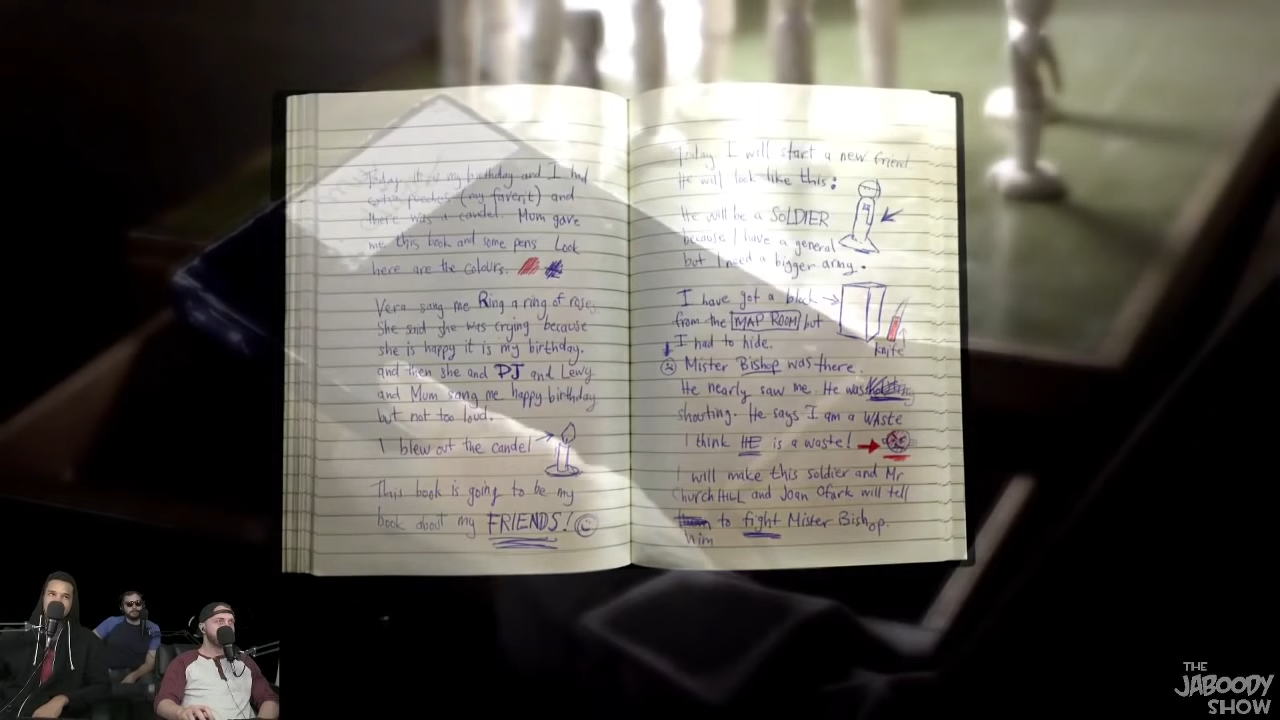 Today it is my birthday and I had
extra peeches (my faverit) and
there was a candel. Mum gave
me this book and some pens Look
here are the colours.
Vera sang me Ring a ring of roses.
She said she was crying because
she is happy it is my birthday.
and then she and DJ and Lewy
and Mum sang me happy birthday
but not too loud.
I blew out the candel
This book is going to be my
book about my FRIENDS!
Today I will start a new friend.
He will look like this:
He will be a SOLDIER
because I have a general
but I need a bigger army.
I have got a block
from the MAP ROOM but
I had to hide.
knife
Mister Bishop was there.
He nearly saw me. He was
shouting. He says I am a WAsTe
I think HE is a waste!
I will make this soldier and Mr
CHurcHILL and Joan Ofark will tell
to fight Mister Bishop.
him
THE
JABOODY
SHOW